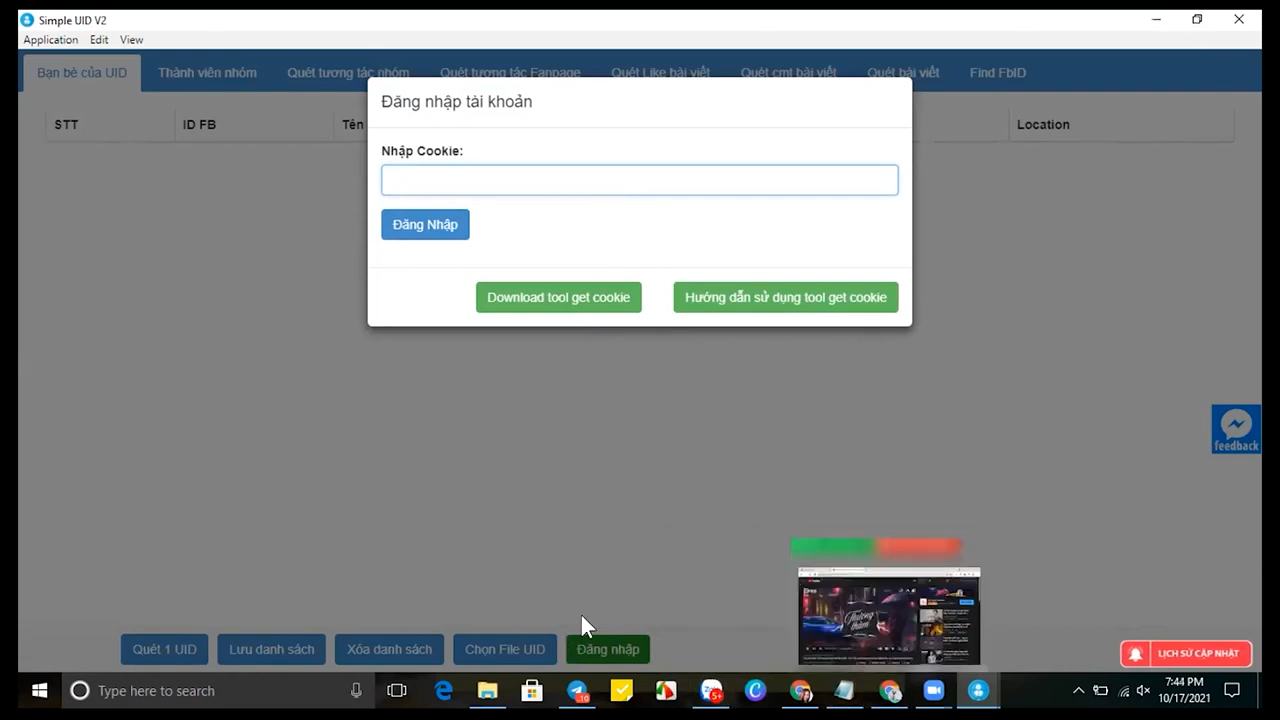 Simple UID V2
Application Edit View
Bạn bè của UID Thành viên nhóm Quét tương tác nhóm Quét tương tác Fanpage Quét Like bài viết Quét cmt bài viết Quét bài viết Find FbID
Đăng nhập tài khoản
STT ID FB Tên Location
Nhập Cookie:
Đăng Nhập
Download tool get cookie Hướng dẫn sử dụng tool get cookie
feedback
Quét 1 UID Lưu danh sách Xóa danh sách Chọn File UID Đăng nhập
LỊCH SỬ CẬP NHẬT
Type here to search
10
5+
7:44 PM
10/17/2021